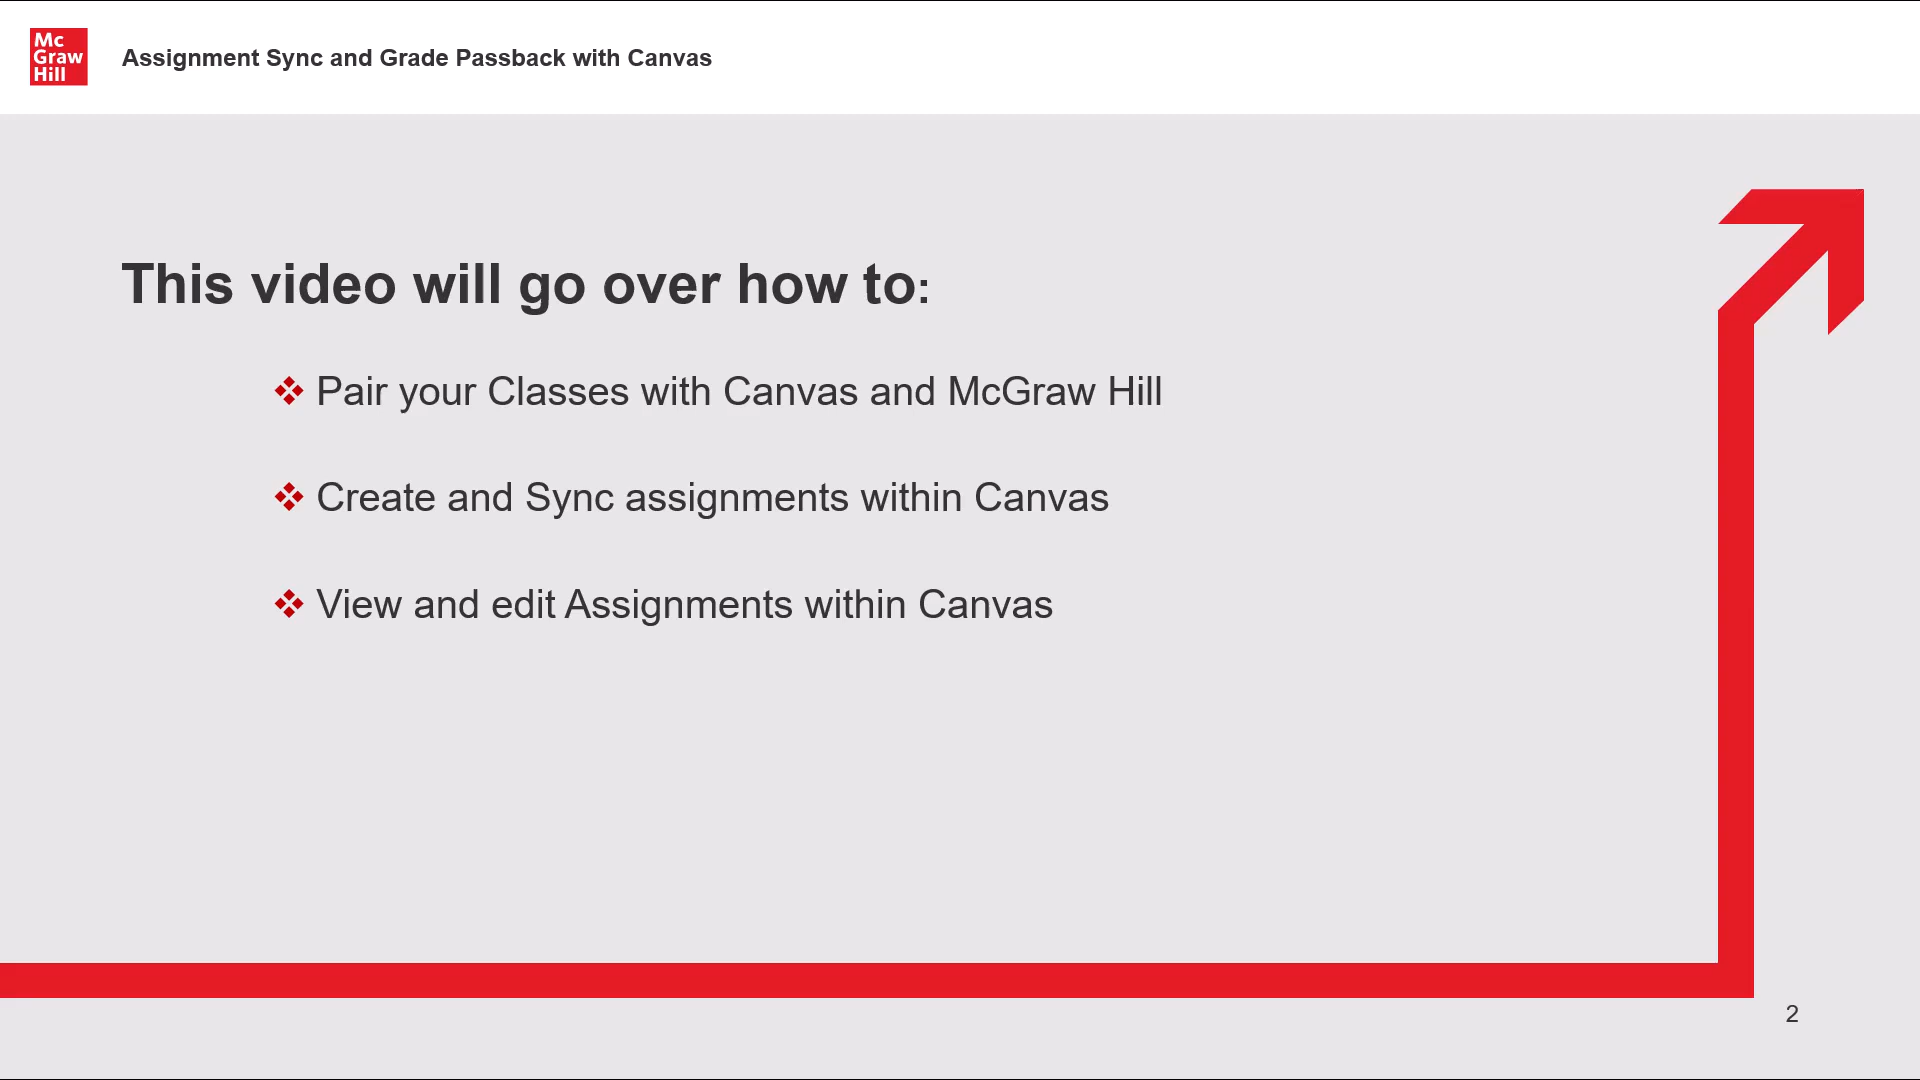 Mc
Graw
Hill
Assignment Sync and Grade Passback with Canvas
This video will go over how to:
❖ Pair your Classes with Canvas and McGraw Hill
❖ Create and Sync assignments within Canvas
❖ View and edit Assignments within Canvas
2